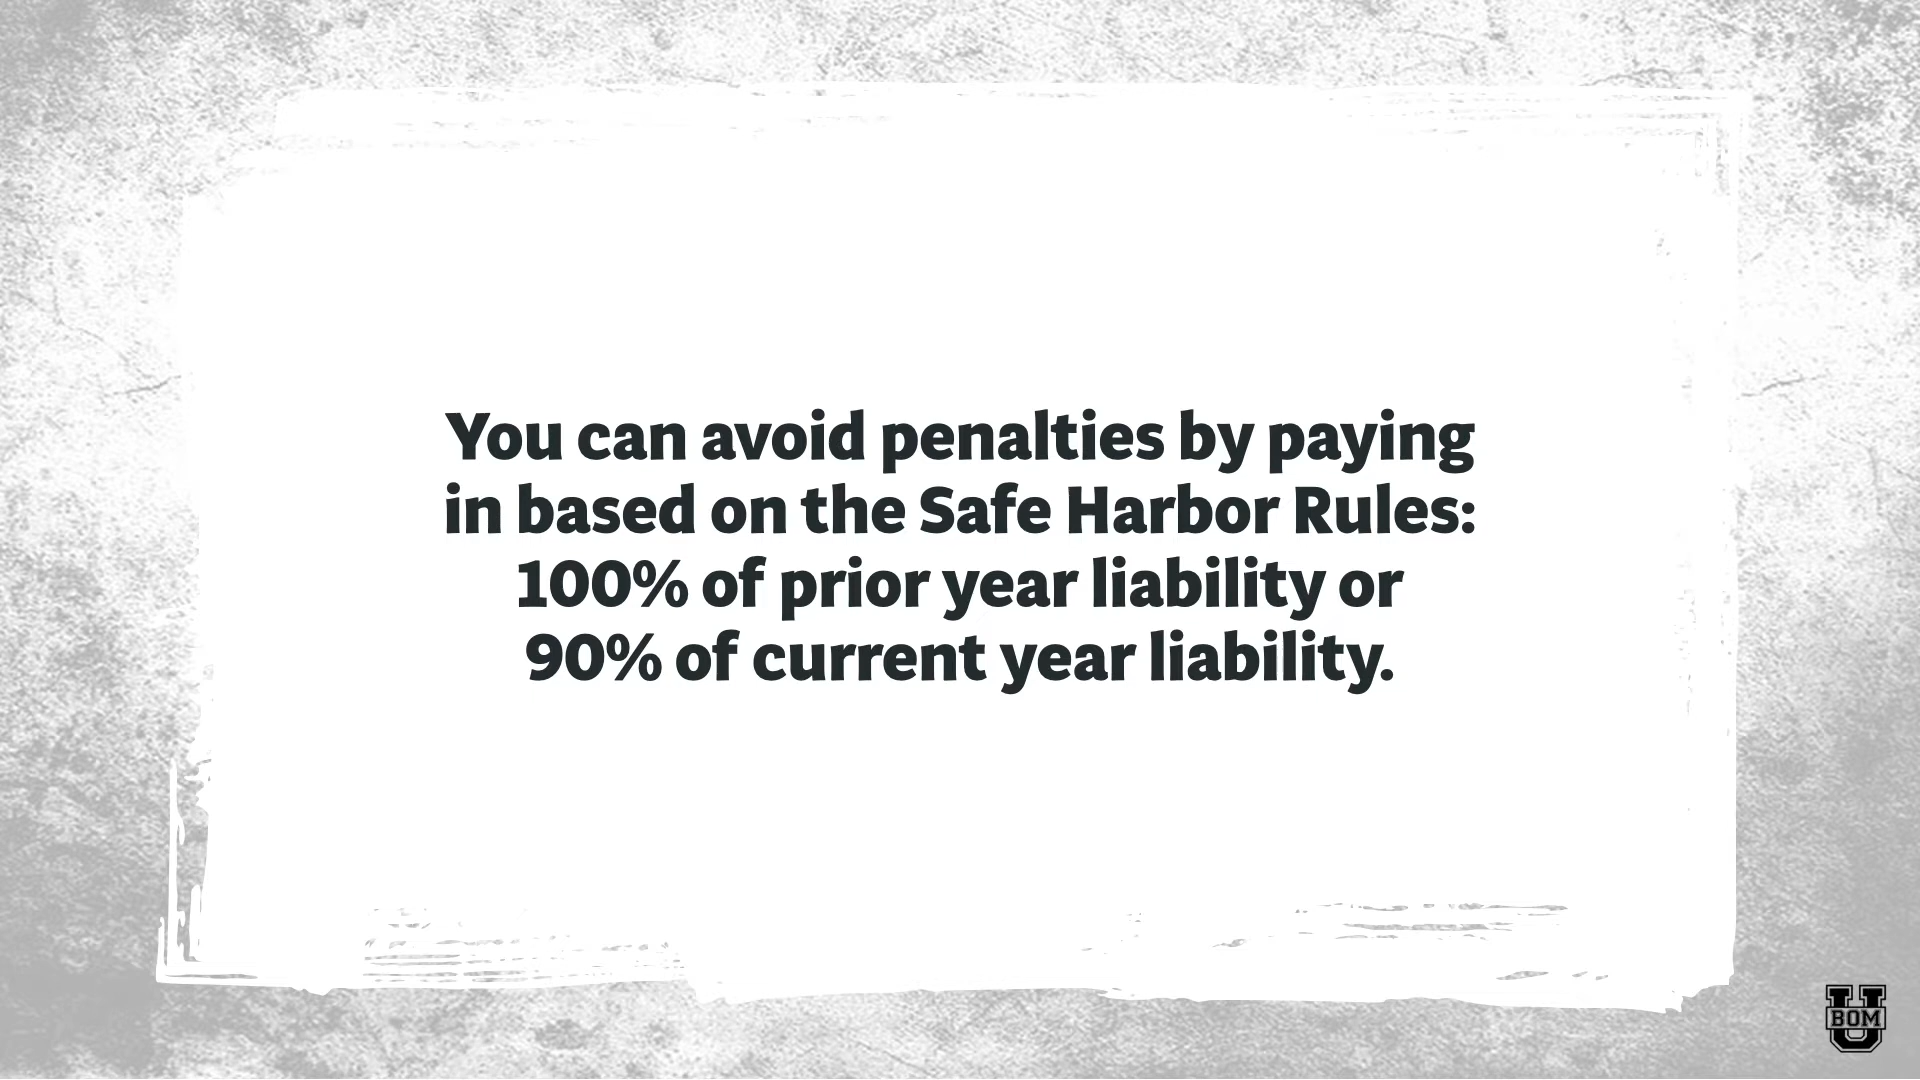 You can avoid penalties by paying
in based on the Safe Harbor Rules:
100% of prior year liability or
90% of current year liability.
U
BOM